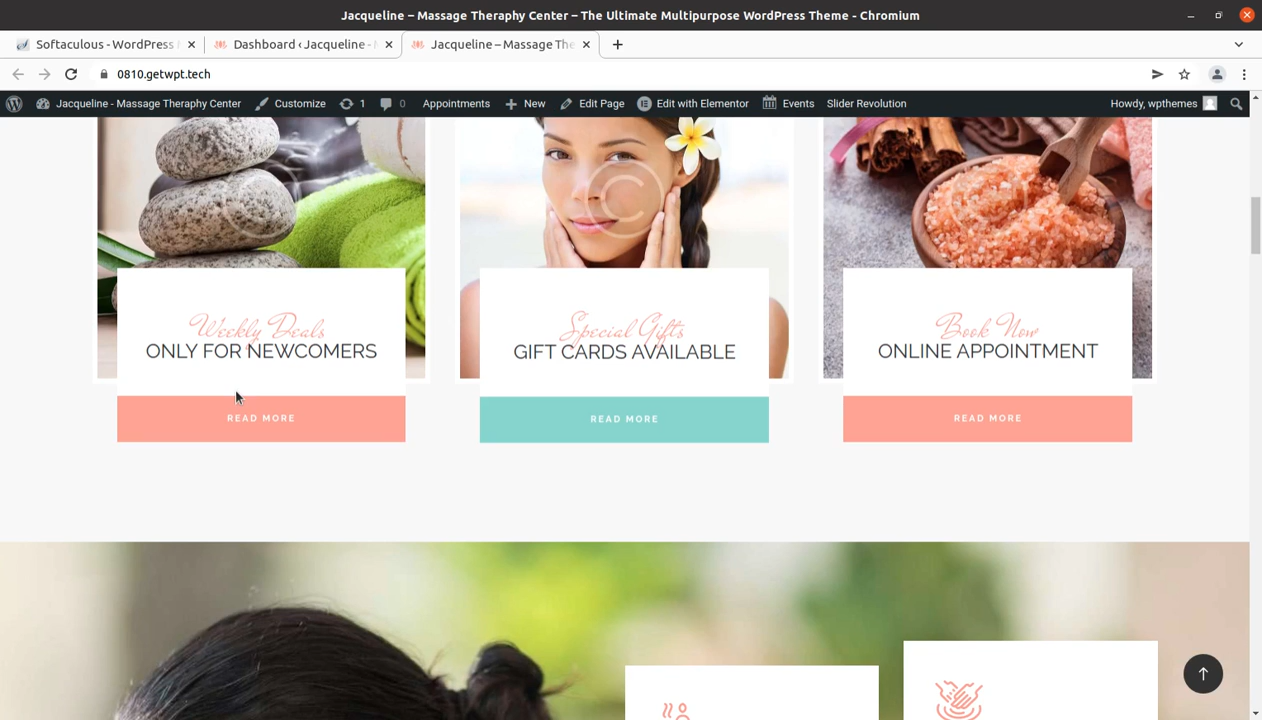 Jacqueline – Massage Theraphy Center – The Ultimate Multipurpose WordPress Theme - Chromium
Softaculous - WordPress
Dashboard ‹ Jacqueline -
Jacqueline – Massage The
0810.getwpt.tech
Jacqueline - Massage Theraphy Center
Customize
1
0
Appointments
New
Edit Page
Edit with Elementor
Events
Slider Revolution
Howdy, wpthemes
Weekly Deals
ONLY FOR NEWCOMERS
READ MORE
Special Gifts
GIFT CARDS AVAILABLE
READ MORE
Book Now
ONLINE APPOINTMENT
READ MORE